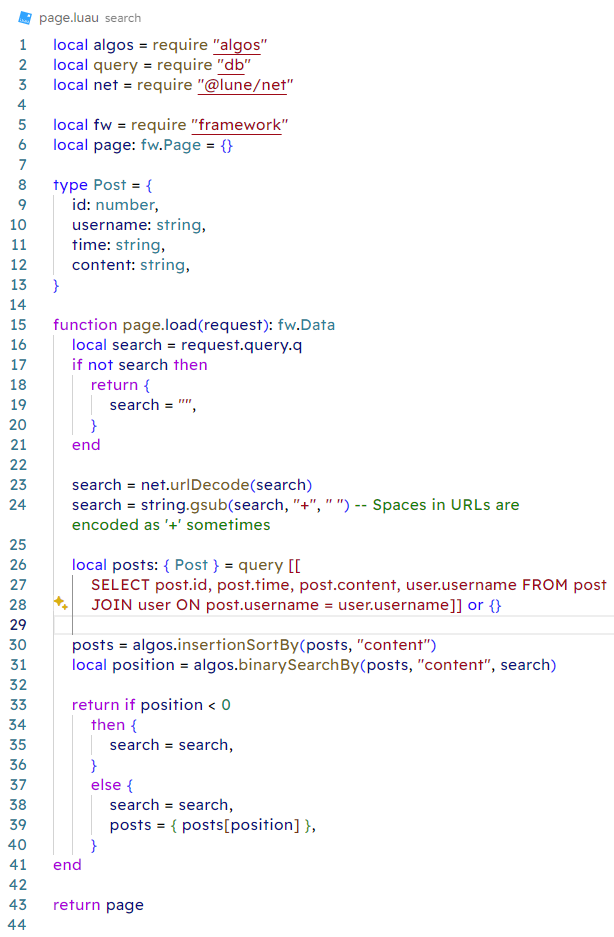 page.luau search
1 local algos = require "algos"
2 local query = require "db"
3 local net = require "@lune/net"
4
5 local fw = require "framework"
6 local page: fw.Page = {}
7
8 type Post = {
9 id: number,
10 username: string,
11 time: string,
12 content: string,
13 }
14
15 function page.load(request): fw.Data
16 local search = request.query.q
17 if not search then
18 return {
19 search = "",
20 }
21 end
22
23 search = net.urlDecode(search)
24 search = string.gsub(search, "+", " ") -- Spaces in URLs are
encoded as '+' sometimes
25
26 local posts: { Post } = query [[
27 SELECT post.id, post.time, post.content, user.username FROM post
28 JOIN user ON post.username = user.username]] or {}
29
30 posts = algos.insertionSortBy(posts, "content")
31 local position = algos.binarySearchBy(posts, "content", search)
32
33 return if position < 0
34 then {
35 search = search,
36 }
37 else {
38 search = search,
39 posts = { posts[position] },
40 }
41 end
42
43 return page
44